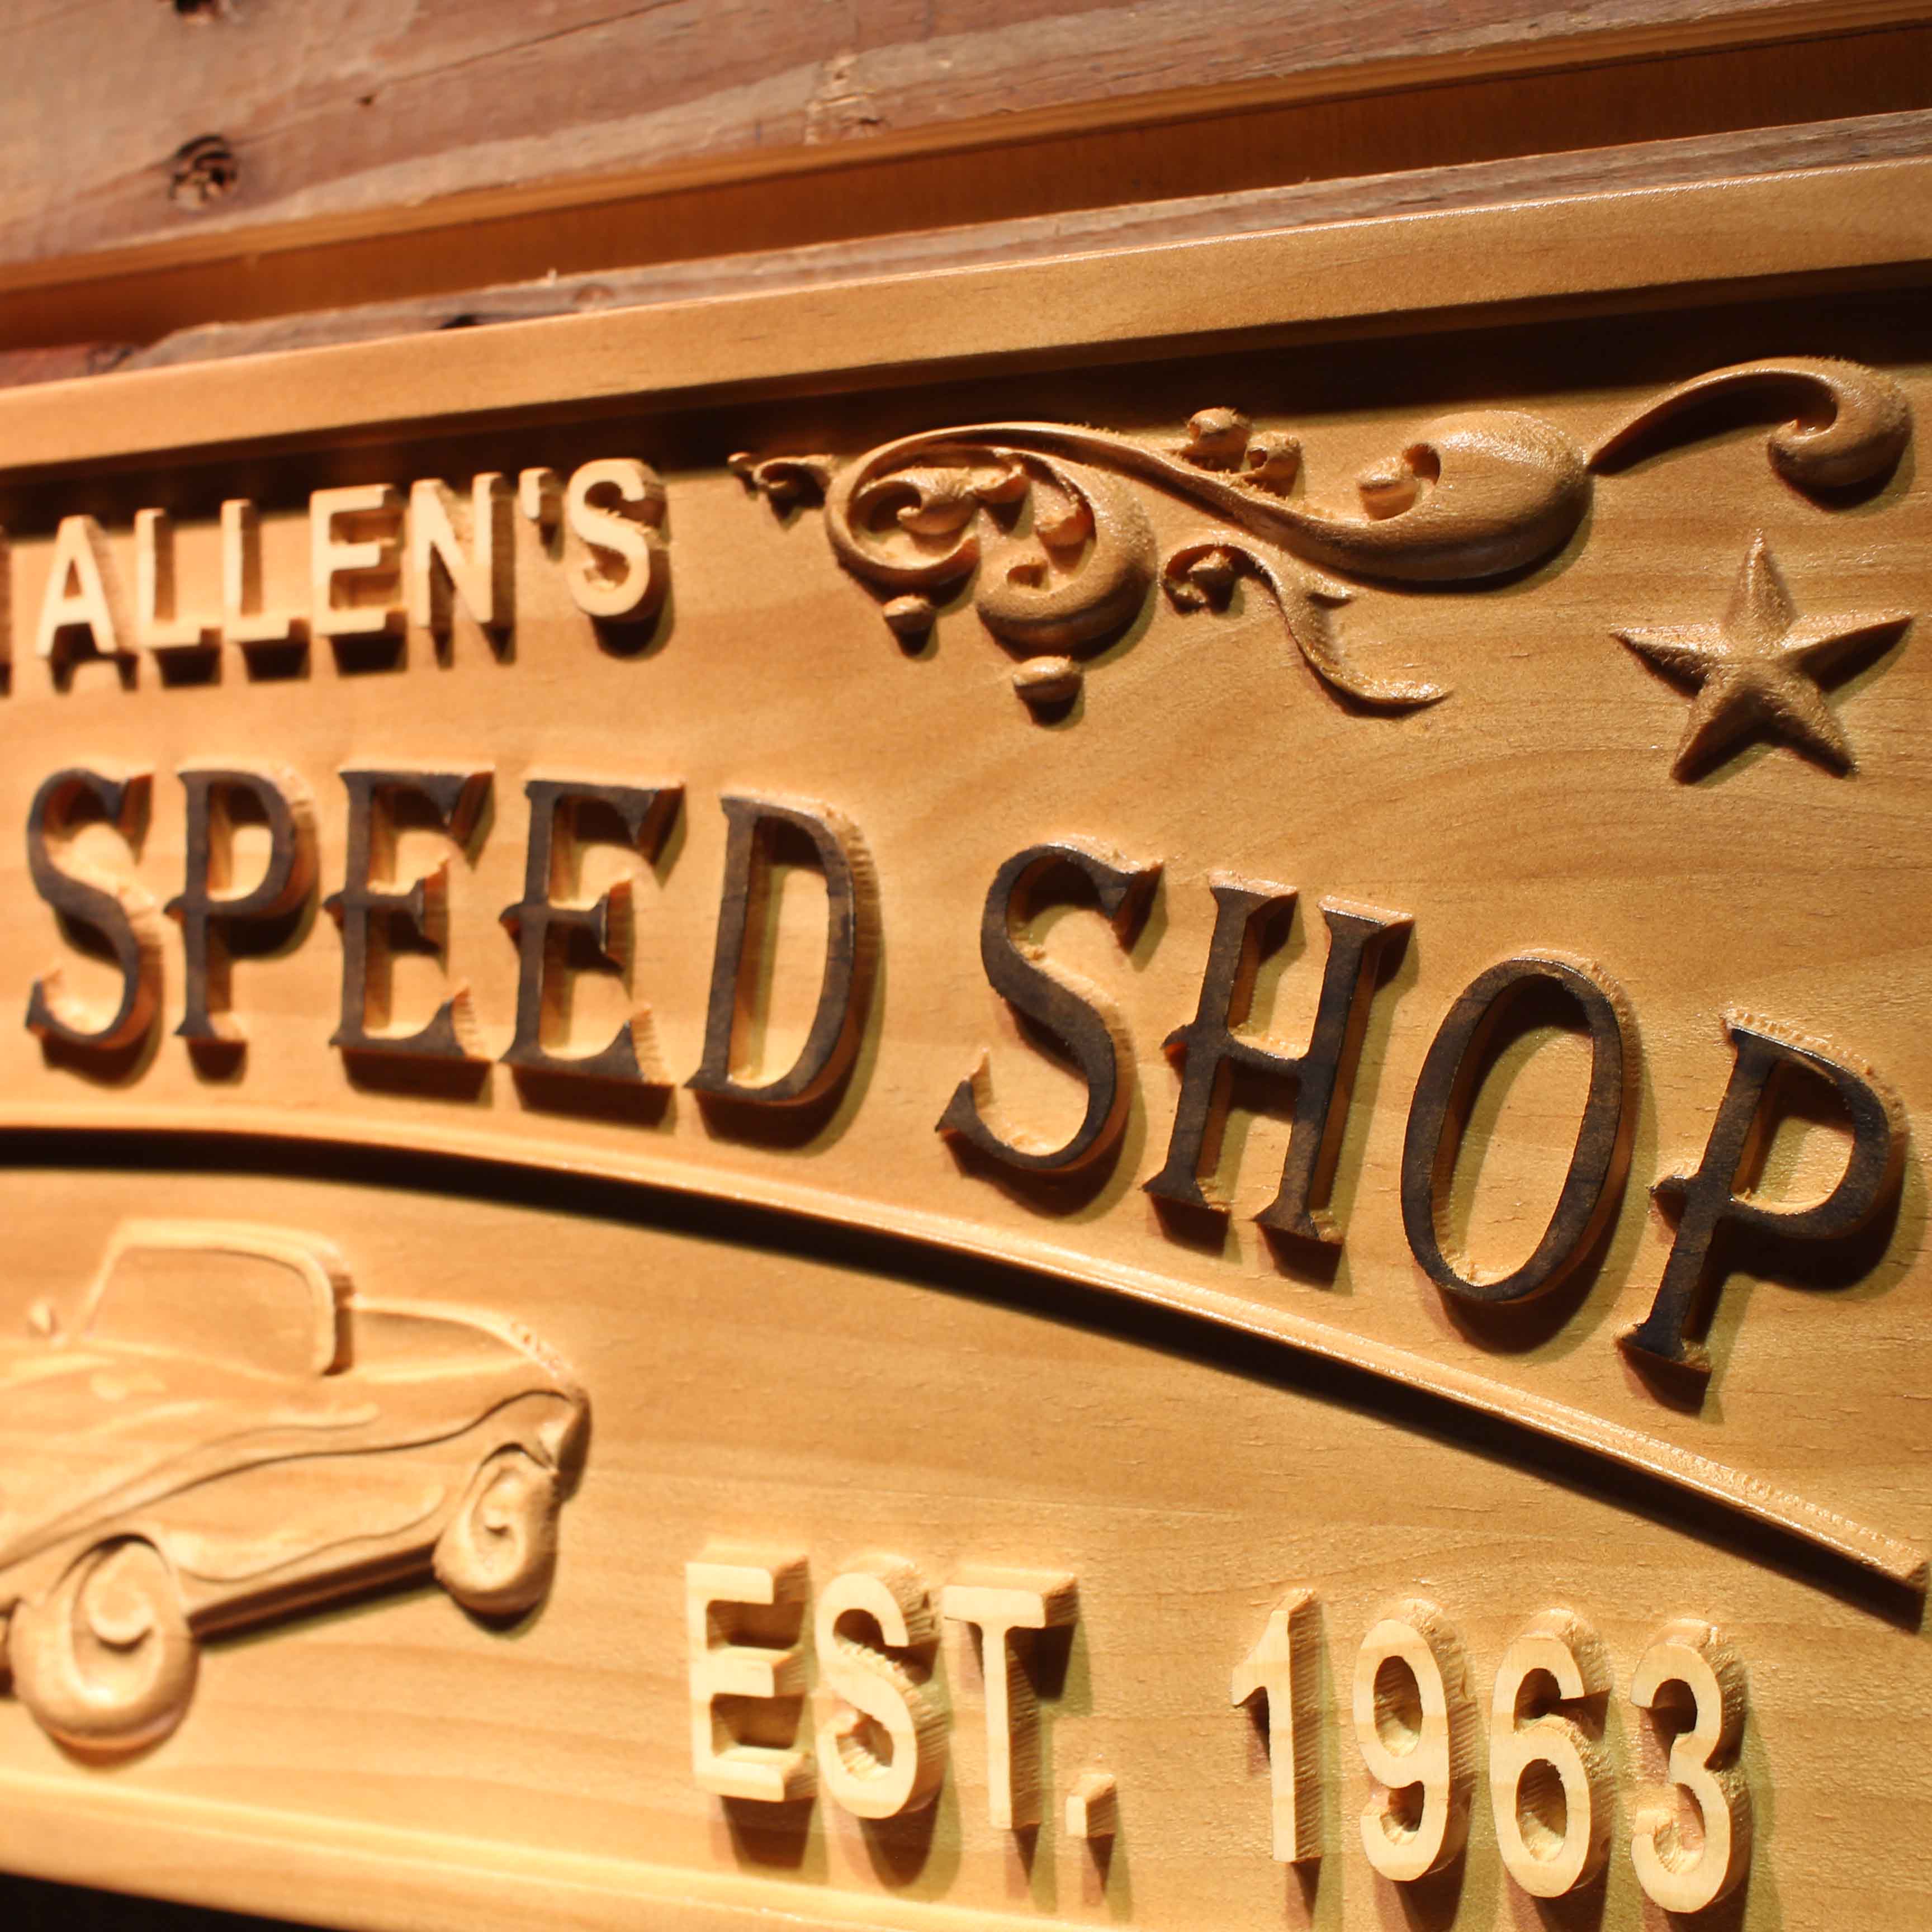 ALLEN'S
SPEED SHOP
EST. 1963